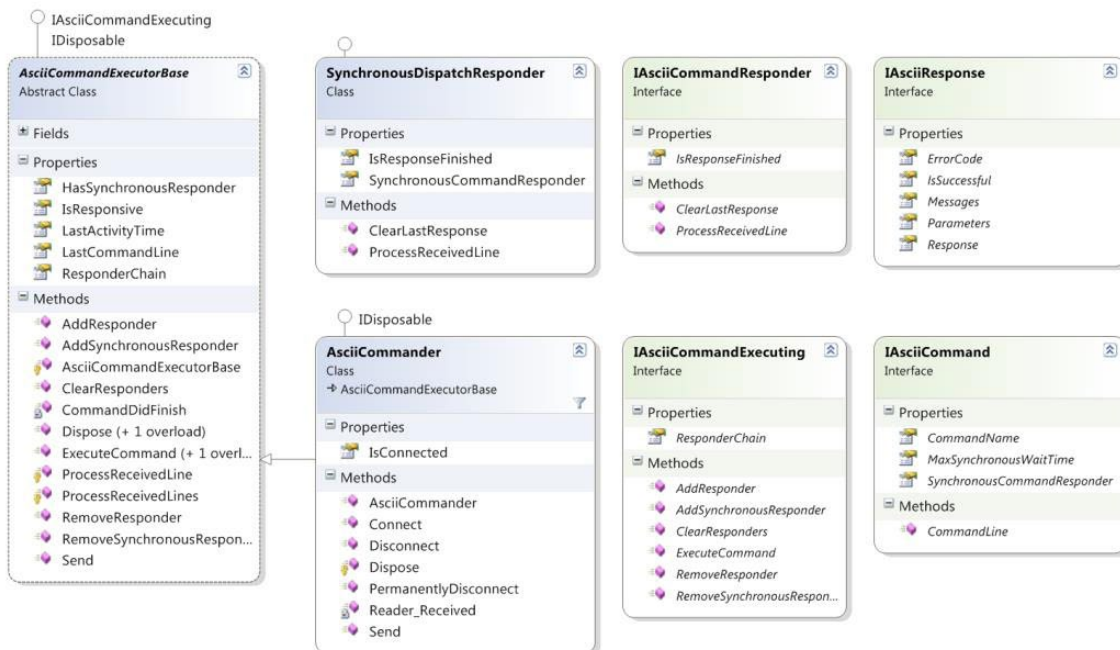 IAsciiCommandExecuting
IDisposable
AsciiCommandExecutorBase
Abstract Class
Fields
Properties
HasSynchronousResponder
IsResponsive
LastActivityTime
LastCommandLine
ResponderChain
Methods
AddResponder
AddSynchronousResponder
AsciiCommandExecutorBase
ClearResponders
CommandDidFinish
Dispose (+ 1 overload)
ExecuteCommand (+ 1 overl...
ProcessReceivedLine
ProcessReceivedLines
RemoveResponder
RemoveSynchronousRespon...
Send
SynchronousDispatchResponder
Class
Properties
IsResponseFinished
SynchronousCommandResponder
Methods
ClearLastResponse
ProcessReceivedLine
IAsciiCommandResponder
Interface
Properties
IsResponseFinished
Methods
ClearLastResponse
ProcessReceivedLine
IAsciiResponse
Interface
Properties
ErrorCode
IsSuccessful
Messages
Parameters
Response
IDisposable
AsciiCommander
Class
AsciiCommandExecutorBase
Properties
IsConnected
Methods
AsciiCommander
Connect
Disconnect
Dispose
PermanentlyDisconnect
Reader_Received
Send
IAsciiCommandExecuting
Interface
Properties
ResponderChain
Methods
AddResponder
AddSynchronousResponder
ClearResponders
ExecuteCommand
RemoveResponder
RemoveSynchronousRespon...
IAsciiCommand
Interface
Properties
CommandName
MaxSynchronousWaitTime
SynchronousCommandResponder
Methods
CommandLine